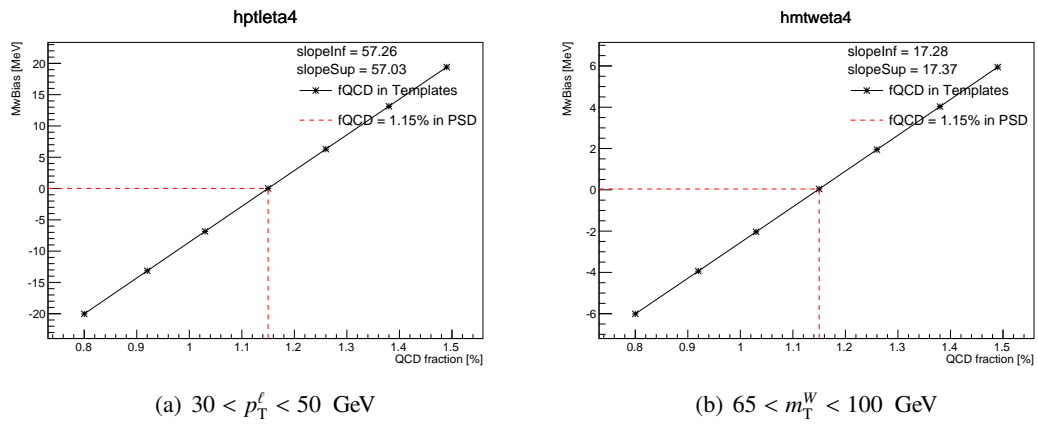 hptleta4
MwBias [MeV]
slopeInf = 57.26
slopeSup = 57.03
fQCD in Templates
fQCD = 1.15% in PSD
20
15
10
5
0
-5
-10
-15
-20
0.8 0.9 1 1.1 1.2 1.3 1.4 1.5
QCD fraction [%]
(a) 30 < p_T^ℓ < 50 GeV
hmtweta4
MwBias [MeV]
slopeInf = 17.28
slopeSup = 17.37
fQCD in Templates
fQCD = 1.15% in PSD
6
4
2
0
-2
-4
-6
0.8 0.9 1 1.1 1.2 1.3 1.4 1.5
QCD fraction [%]
(b) 65 < m_T^W < 100 GeV